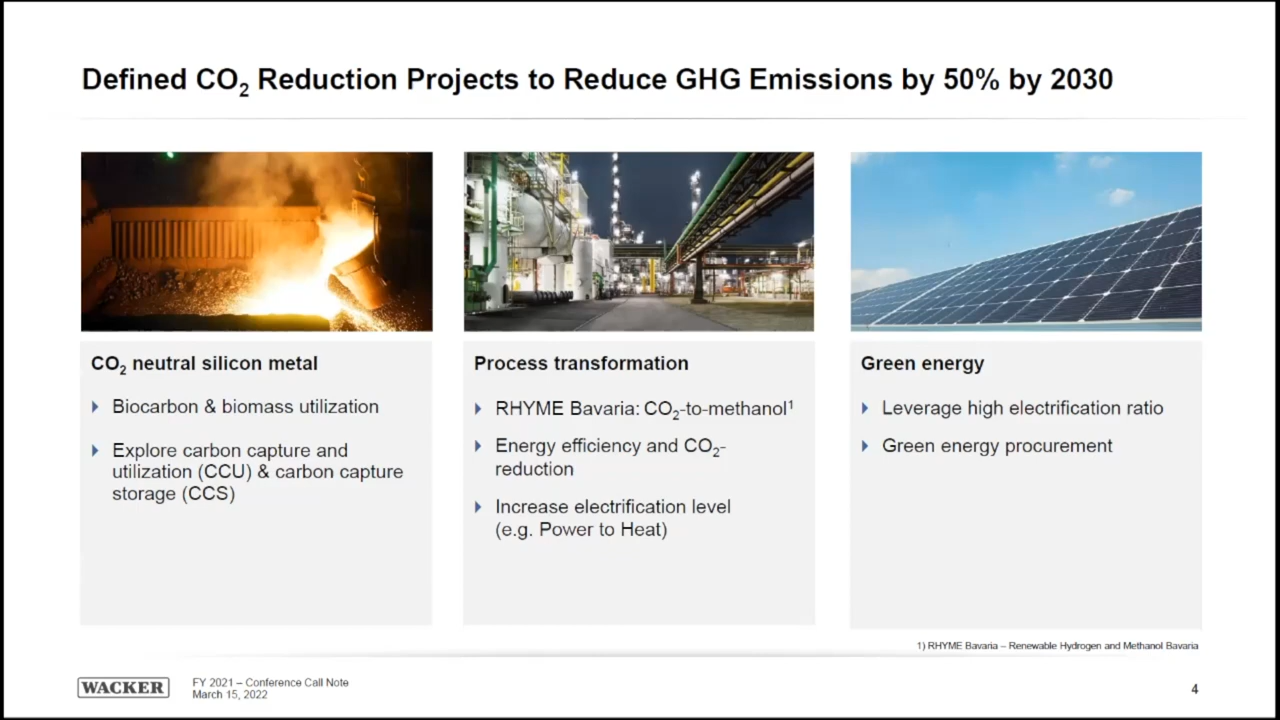 Defined CO₂ Reduction Projects to Reduce GHG Emissions by 50% by 2030
CO₂ neutral silicon metal
Biocarbon & biomass utilization
Explore carbon capture and
utilization (CCU) & carbon capture
storage (CCS)
Process transformation
RHYME Bavaria: CO₂-to-methanol¹
Energy efficiency and CO₂-
reduction
Increase electrification level
(e.g. Power to Heat)
Green energy
Leverage high electrification ratio
Green energy procurement
1) RHYME Bavaria – Renewable Hydrogen and Methanol Bavaria
WACKER
FY 2021 – Conference Call Note
March 15, 2022
4